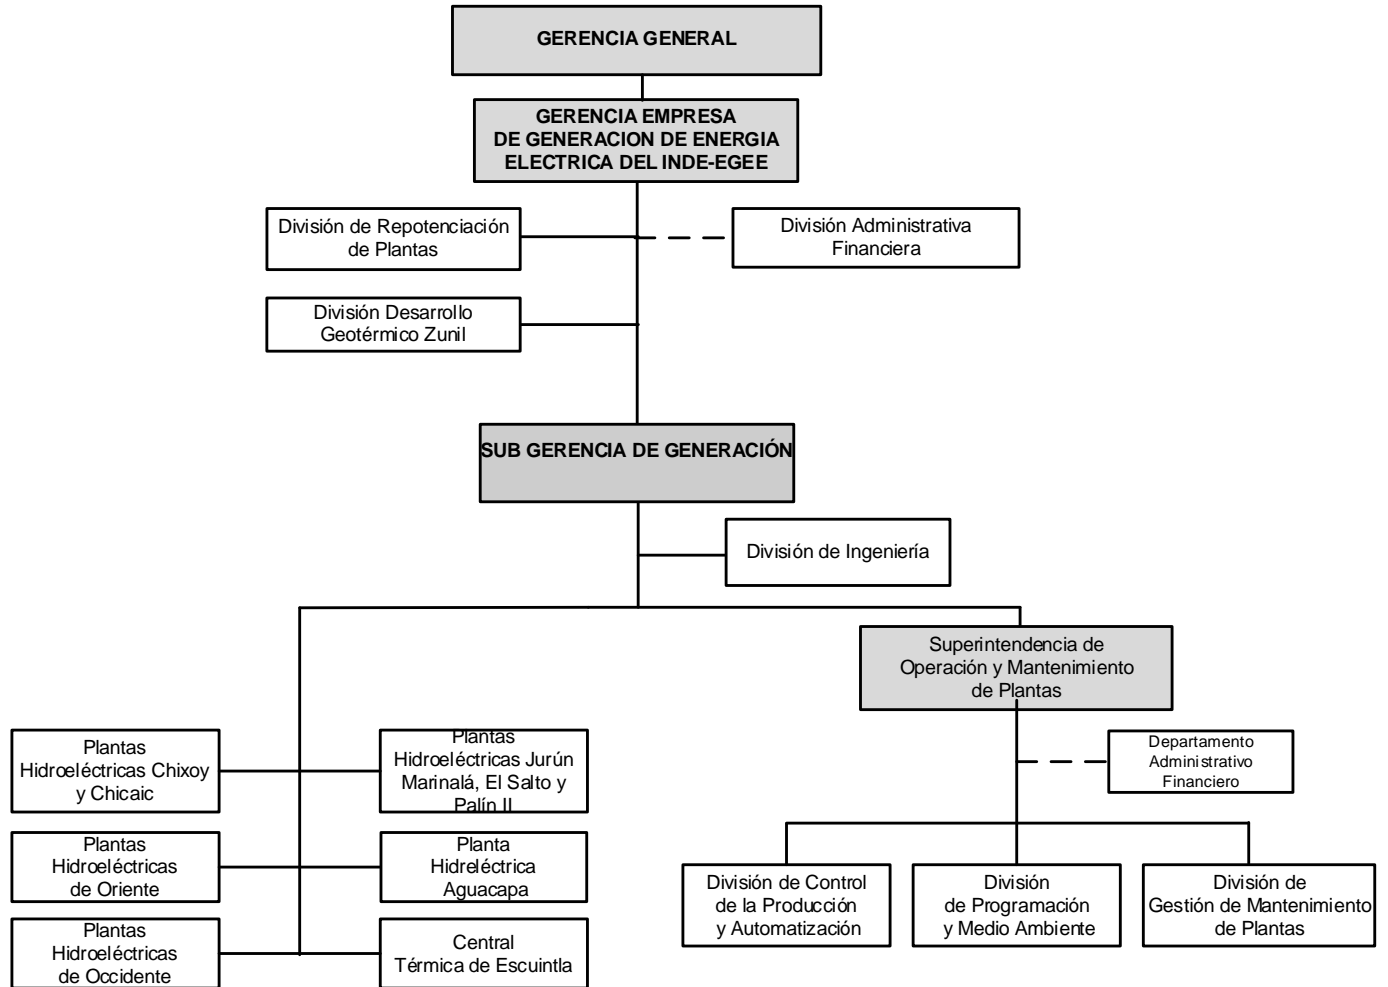 GERENCIA GENERAL
GERENCIA EMPRESA
DE GENERACION DE ENERGIA
ELECTRICA DEL INDE-EGEE
División de Repotenciación
de Plantas
División Administrativa
Financiera
División Desarrollo
Geotérmico Zunil
SUB GERENCIA DE GENERACIÓN
División de Ingeniería
Superintendencia de
Operación y Mantenimiento
de Plantas
Departamento
Administrativo
Financiero
Plantas
Hidroeléctricas Chixoy
y Chicaic
Plantas
Hidroeléctricas Jurún
Marinalá, El Salto y
Palín II
Plantas
Hidroeléctricas
de Oriente
Planta
Hidreléctrica
Aguacapa
Plantas
Hidroeléctricas
de Occidente
Central
Térmica de Escuintla
División de Control
de la Producción
y Automatización
División
de Programación
y Medio Ambiente
División de
Gestión de Mantenimiento
de Plantas